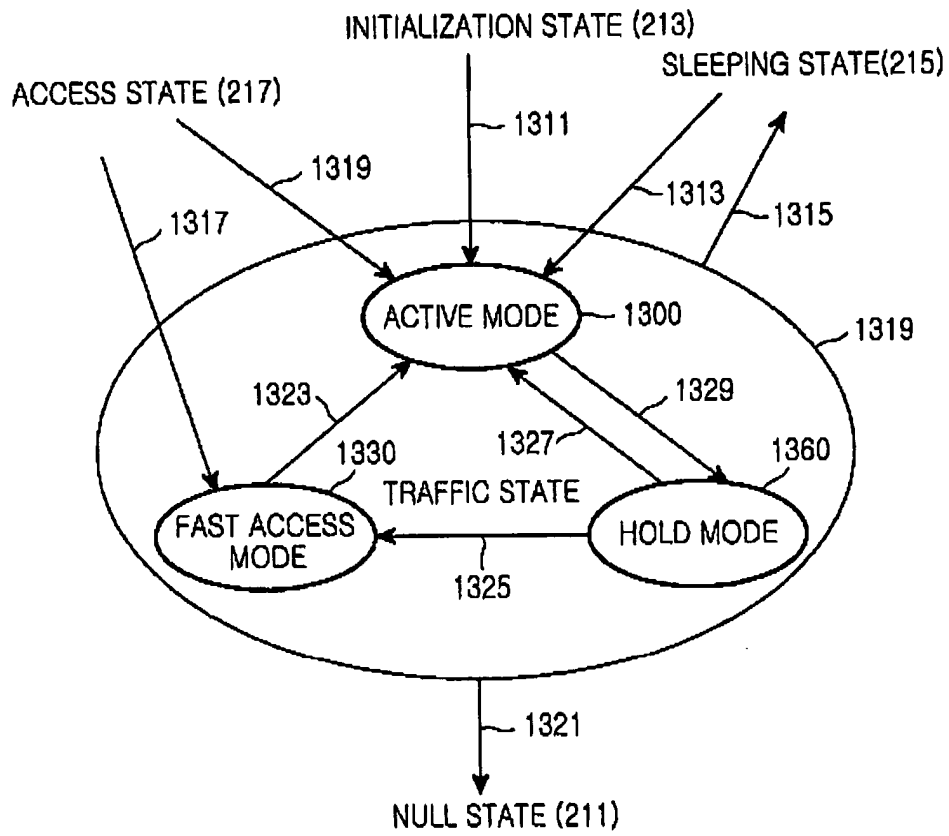 INITIALIZATION STATE (213)
SLEEPING STATE(215)
ACCESS STATE (217)
1311
1319
1313
1315
1317
ACTIVE MODE
1300
1319
1323
1329
1327
1330
1360
TRAFFIC STATE
FAST ACCESS
MODE
HOLD MODE
1325
1321
NULL STATE (211)